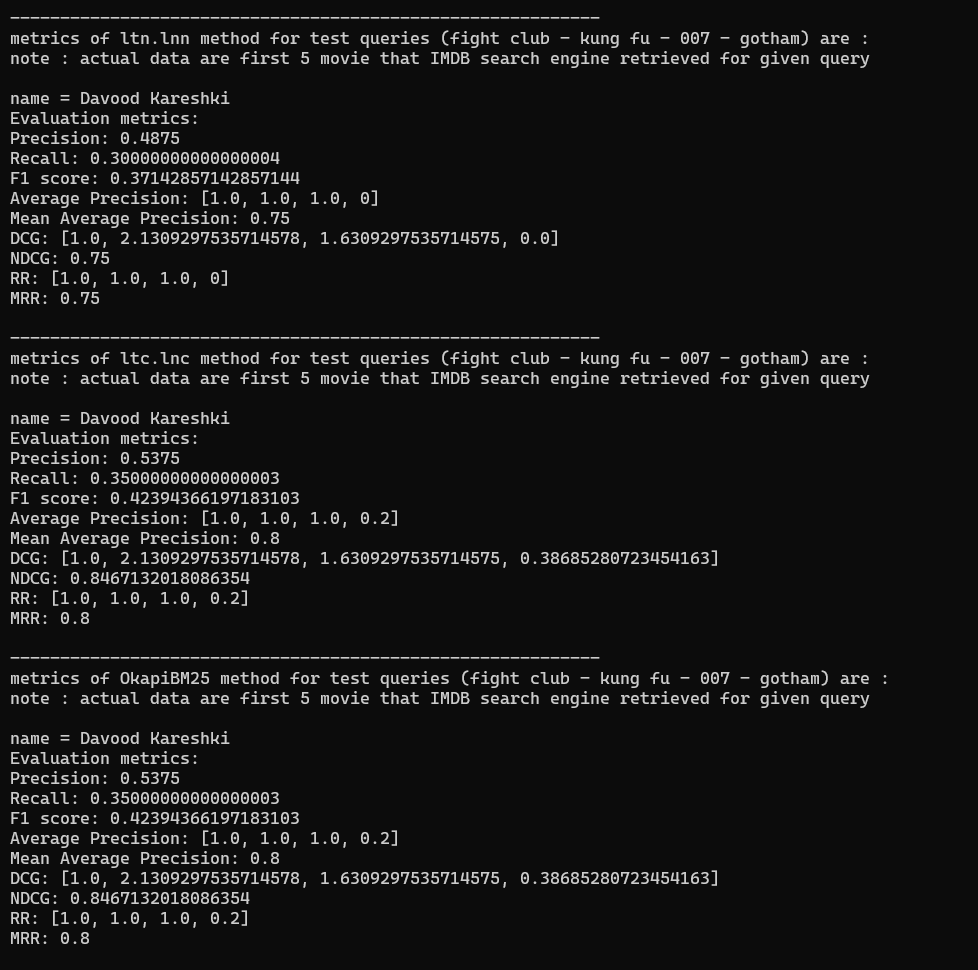 -----------------------------------------------------------
metrics of ltn.lnn method for test queries (fight club - kung fu - 007 - gotham) are :
note : actual data are first 5 movie that IMDB search engine retrieved for given query
name = Davood Kareshki
Evaluation metrics:
Precision: 0.4875
Recall: 0.30000000000000004
F1 score: 0.37142857142857144
Average Precision: [1.0, 1.0, 1.0, 0]
Mean Average Precision: 0.75
DCG: [1.0, 2.1309297535714578, 1.6309297535714575, 0.0]
NDCG: 0.75
RR: [1.0, 1.0, 1.0, 0]
MRR: 0.75
-----------------------------------------------------------
metrics of ltc.lnc method for test queries (fight club - kung fu - 007 - gotham) are :
note : actual data are first 5 movie that IMDB search engine retrieved for given query
name = Davood Kareshki
Evaluation metrics:
Precision: 0.5375
Recall: 0.35000000000000003
F1 score: 0.42394366197183103
Average Precision: [1.0, 1.0, 1.0, 0.2]
Mean Average Precision: 0.8
DCG: [1.0, 2.1309297535714578, 1.6309297535714575, 0.38685280723454163]
NDCG: 0.8467132018086354
RR: [1.0, 1.0, 1.0, 0.2]
MRR: 0.8
-----------------------------------------------------------
metrics of OkapiBM25 method for test queries (fight club - kung fu - 007 - gotham) are :
note : actual data are first 5 movie that IMDB search engine retrieved for given query
name = Davood Kareshki
Evaluation metrics:
Precision: 0.5375
Recall: 0.35000000000000003
F1 score: 0.42394366197183103
Average Precision: [1.0, 1.0, 1.0, 0.2]
Mean Average Precision: 0.8
DCG: [1.0, 2.1309297535714578, 1.6309297535714575, 0.38685280723454163]
NDCG: 0.8467132018086354
RR: [1.0, 1.0, 1.0, 0.2]
MRR: 0.8